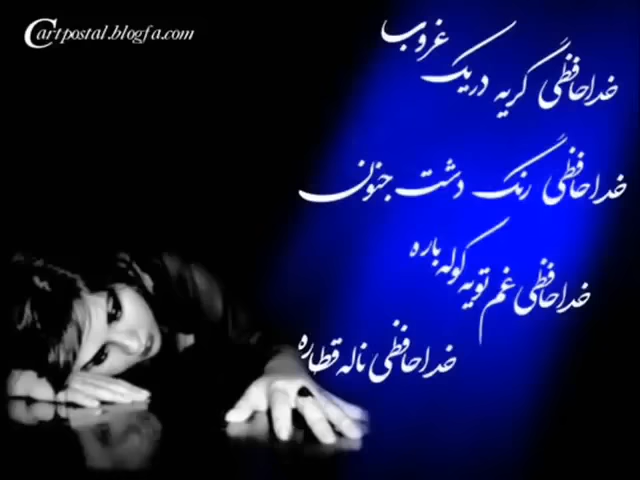 Cartpostal.blogfa.com
خداحافظی گریه در یک غروب
خداحافظی رنگ دشت جنون
خداحافظی غم تو یه کوله باره
خداحافظی ناله قطاره